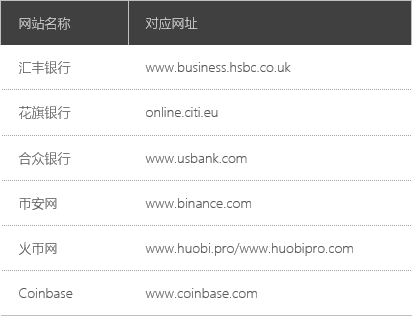 网站名称 对应网址
汇丰银行 www.business.hsbc.co.uk
花旗银行 online.citi.eu
合众银行 www.usbank.com
币安网 www.binance.com
火币网 www.huobi.pro/www.huobipro.com
Coinbase www.coinbase.com